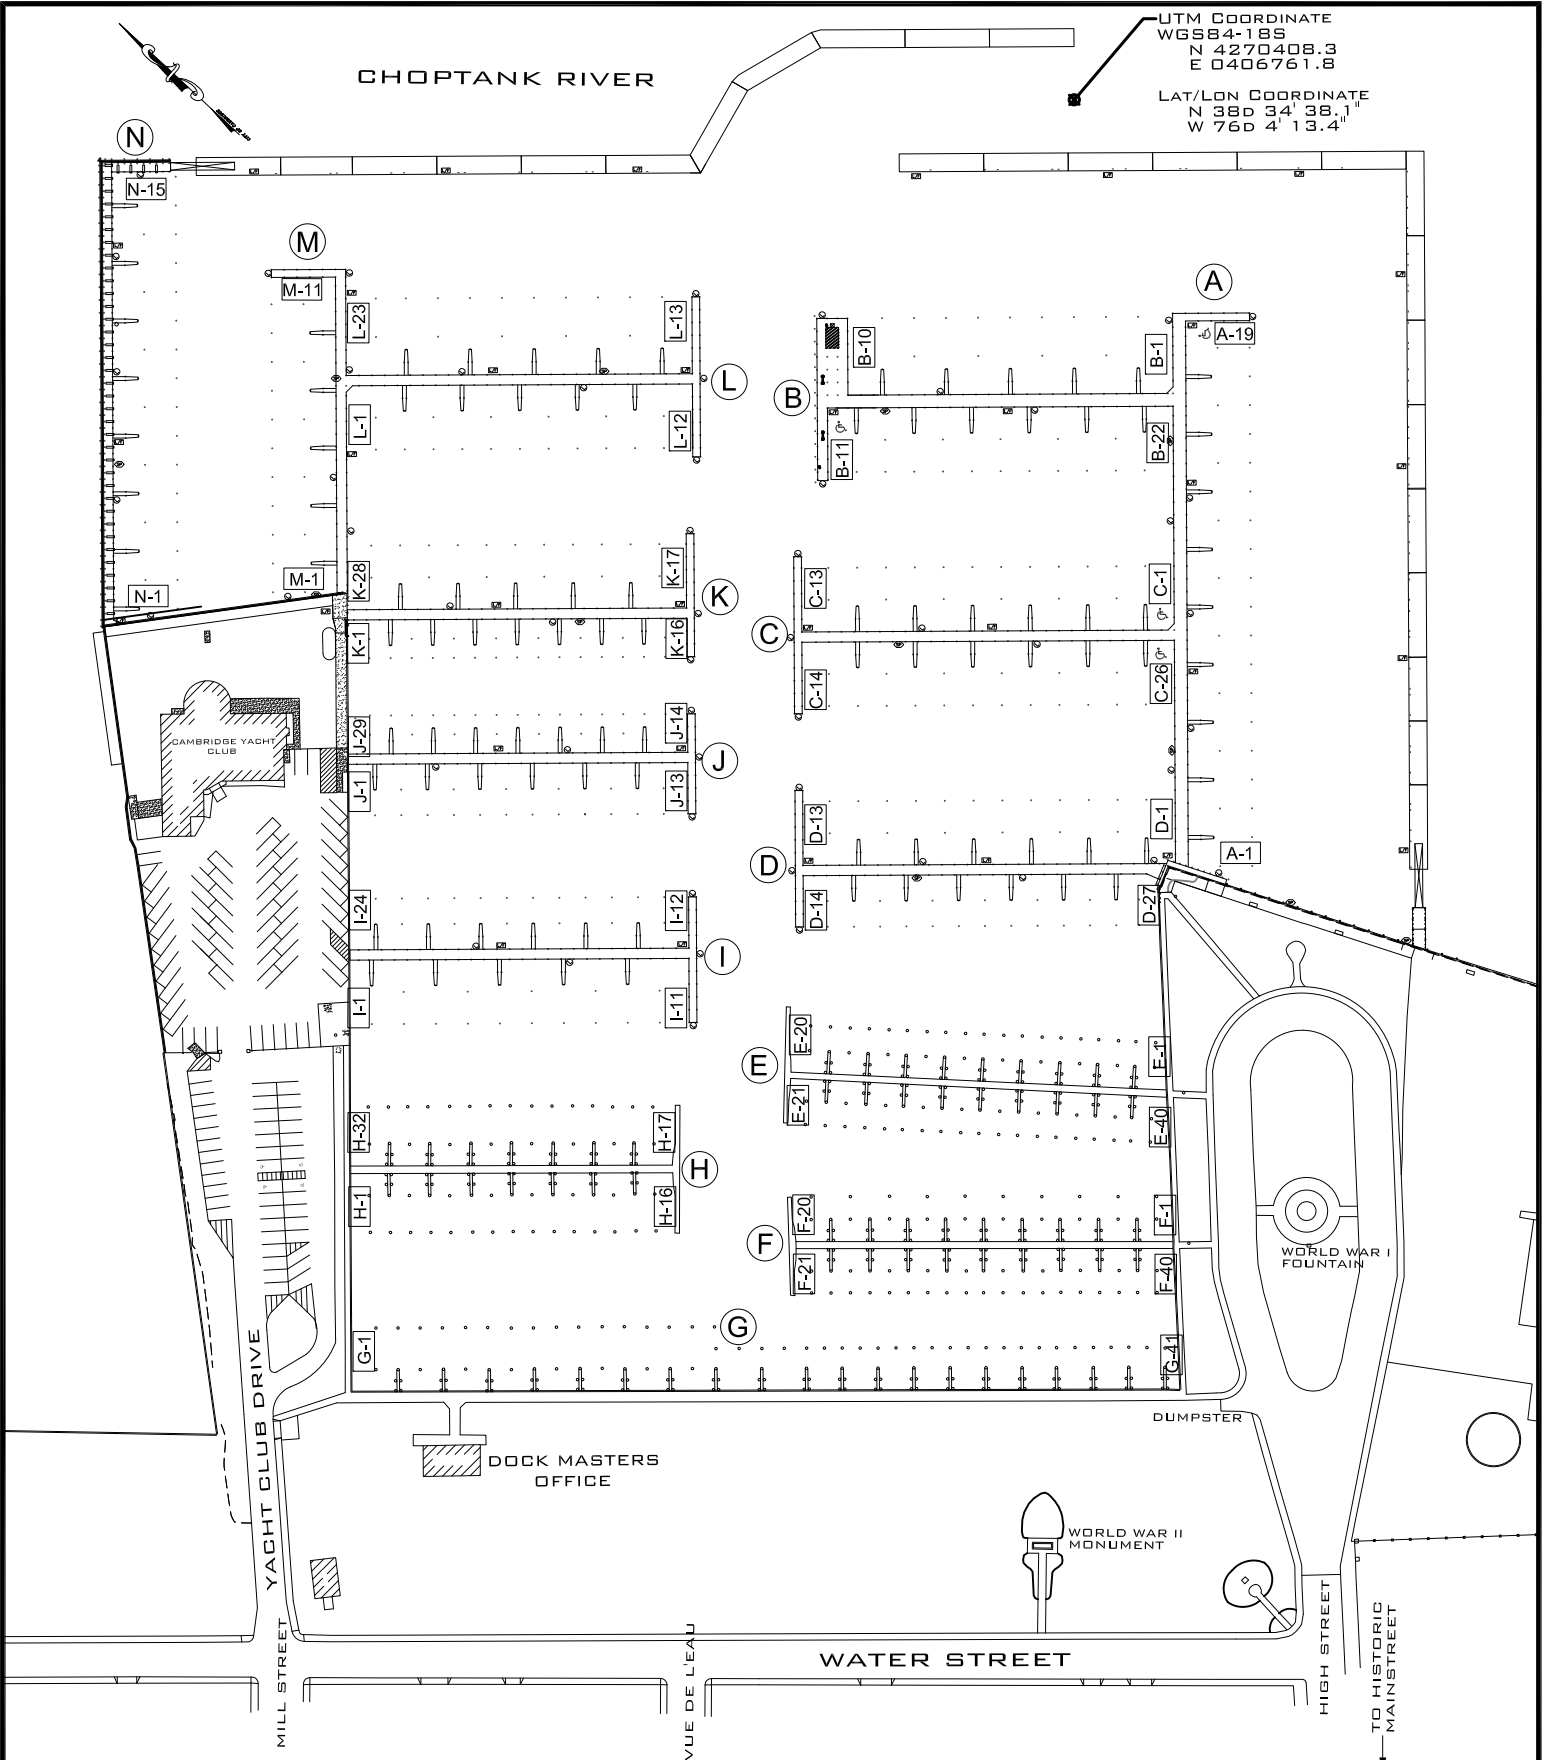 UTM COORDINATE
WGS84-18S
N 4270408.3
E 0406761.8
CHOPTANK RIVER
LAT/LON COORDINATE
N 38D 34' 38.1"
W 76D 4' 13.4"
N
N-15
M
M-11
A
A-19
L-23
L-13
B-10
B-1
L
B
L-1
L-12
B-11
B-22
N-1
M-1
K-28
K-17
K
C-13
C-1
C
K-1
K-16
C-14
C-26
CAMBRIDGE YACHT
CLUB
J-29
J-14
J
J-1
J-13
D-13
D-1
D
A-1
I-24
I-12
D-14
D-27
I
I-1
I-11
E-20
E-1
E
E-21
E-40
H-32
H-17
H
H-1
H-16
F-20
F-1
F
F-21
F-40
WORLD WAR I
FOUNTAIN
G
G-1
G-41
YACHT CLUB DRIVE
DUMPSTER
DOCK MASTERS
OFFICE
WORLD WAR II
MONUMENT
WATER STREET
MILL STREET
VUE DE L'EAU
HIGH STREET
TO HISTORIC
MAINSTREET